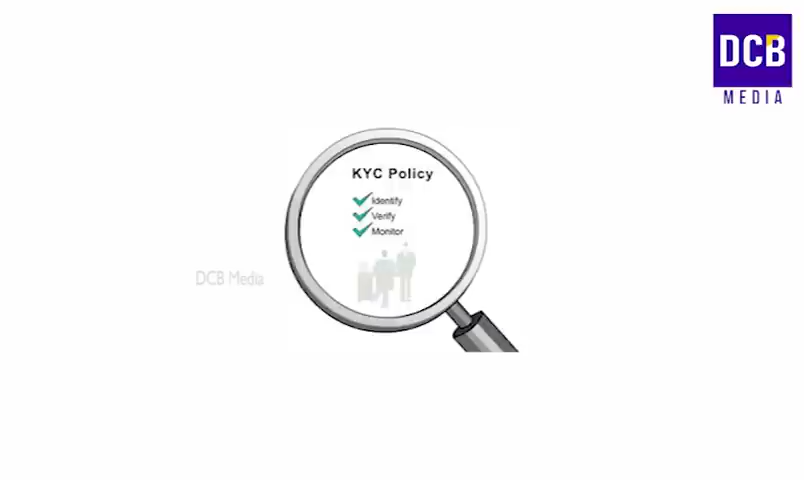 DCB
MEDIA
KYC Policy
Identify
Verify
Monitor
DCB Media